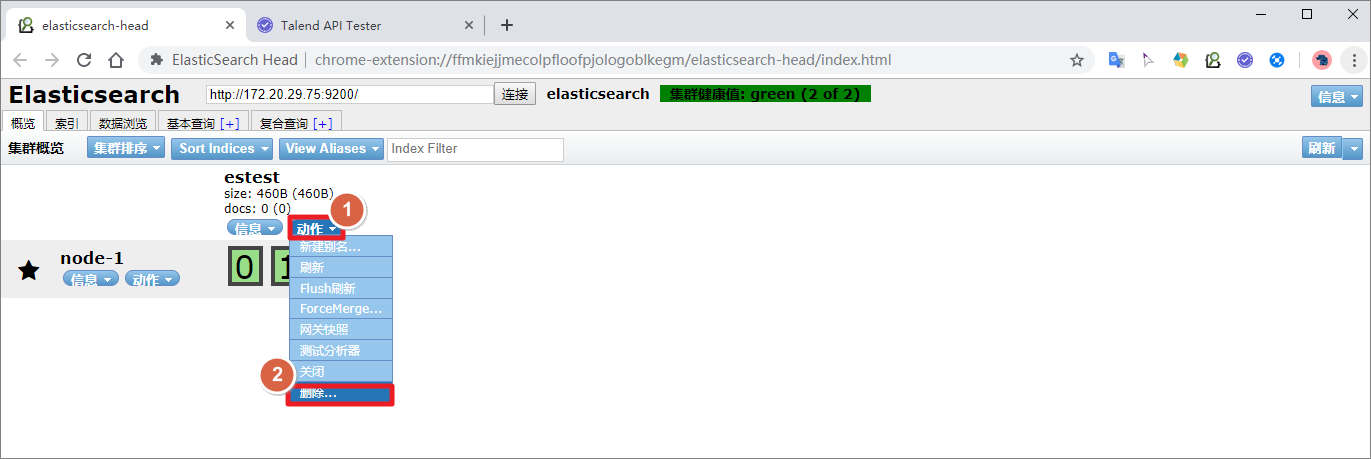 elasticsearch-head
Talend API Tester
ElasticSearch Head | chrome-extension://ffmkiejjmecolpfloofpjologoblkegm/elasticsearch-head/index.html
Elasticsearch
http://172.20.29.75:9200/
连接
elasticsearch
集群健康值: green (2 of 2)
信息
概览 索引 数据浏览 基本查询 [+] 复合查询 [+]
集群概览 集群排序 Sort Indices View Aliases Index Filter 刷新
estest
size: 460B (460B)
docs: 0 (0)
1
信息 动作
新建别名...
node-1
0 1
刷新
信息 动作
Flush刷新
ForceMerge...
网关快照
测试分析器
2
关闭
删除...